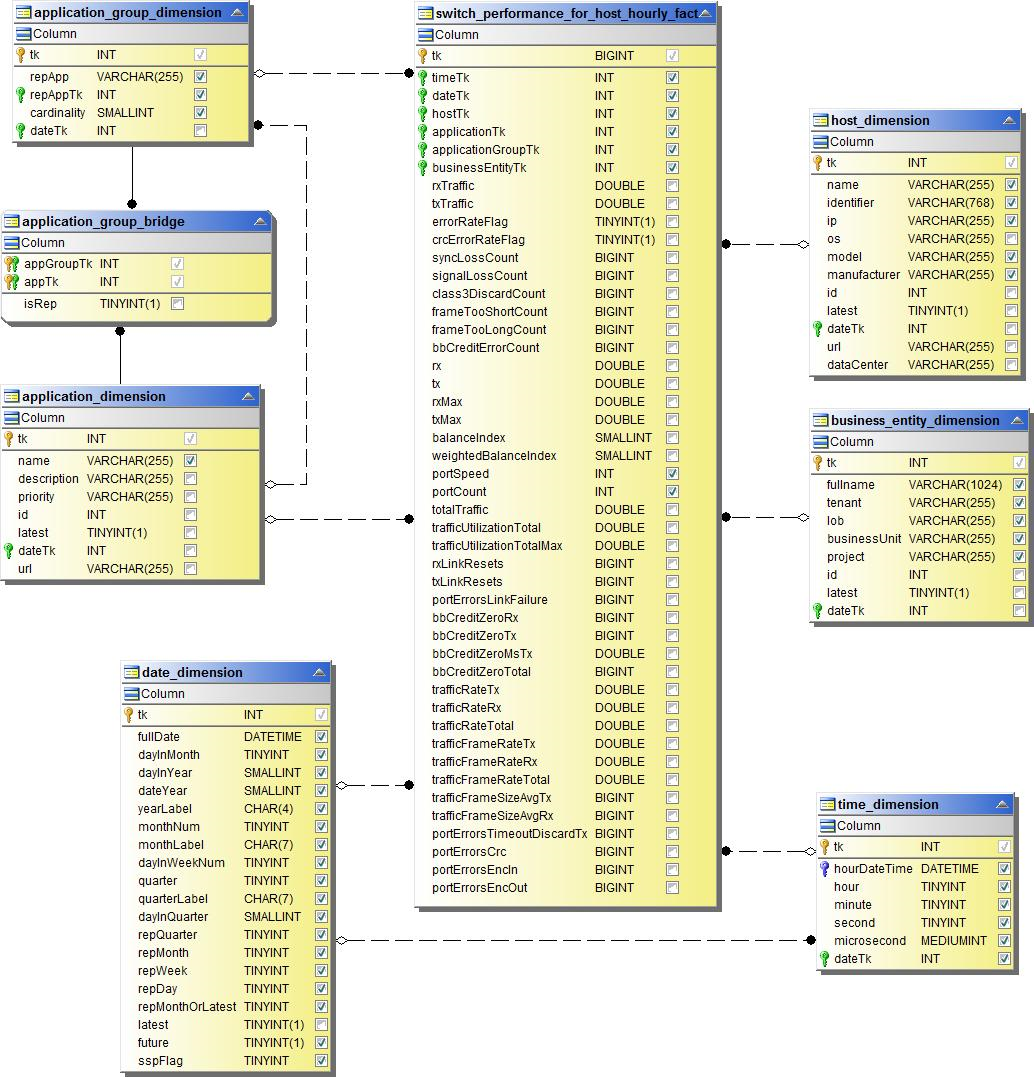 application_group_dimension
Column
tk INT
repApp VARCHAR(255)
repAppTk INT
cardinality SMALLINT
dateTk INT
application_group_bridge
Column
appGroupTk INT
appTk INT
isRep TINYINT(1)
application_dimension
Column
tk INT
name VARCHAR(255)
description VARCHAR(255)
priority VARCHAR(255)
id INT
latest TINYINT(1)
dateTk INT
url VARCHAR(255)
switch_performance_for_host_hourly_fact
Column
tk BIGINT
timeTk INT
dateTk INT
hostTk INT
applicationTk INT
applicationGroupTk INT
businessEntityTk INT
rxTraffic DOUBLE
txTraffic DOUBLE
errorRateFlag TINYINT(1)
crcErrorRateFlag TINYINT(1)
syncLossCount BIGINT
signalLossCount BIGINT
class3DiscardCount BIGINT
frameTooShortCount BIGINT
frameTooLongCount BIGINT
bbCreditErrorCount BIGINT
rx DOUBLE
tx DOUBLE
rxMax DOUBLE
txMax DOUBLE
balanceIndex SMALLINT
weightedBalanceIndex SMALLINT
portSpeed INT
portCount INT
totalTraffic DOUBLE
trafficUtilizationTotal DOUBLE
trafficUtilizationTotalMax DOUBLE
rxLinkResets BIGINT
txLinkResets BIGINT
portErrorsLinkFailure BIGINT
bbCreditZeroRx BIGINT
bbCreditZeroTx BIGINT
bbCreditZeroMsTx DOUBLE
bbCreditZeroTotal BIGINT
trafficRateTx DOUBLE
trafficRateRx DOUBLE
trafficRateTotal DOUBLE
trafficFrameRateTx DOUBLE
trafficFrameRateRx DOUBLE
trafficFrameRateTotal DOUBLE
trafficFrameSizeAvgTx BIGINT
trafficFrameSizeAvgRx BIGINT
portErrorsTimeoutDiscardTx BIGINT
portErrorsCrc BIGINT
portErrorsEncIn BIGINT
portErrorsEncOut BIGINT
host_dimension
Column
tk INT
name VARCHAR(255)
identifier VARCHAR(768)
ip VARCHAR(255)
os VARCHAR(255)
model VARCHAR(255)
manufacturer VARCHAR(255)
id INT
latest TINYINT(1)
dateTk INT
url VARCHAR(255)
dataCenter VARCHAR(255)
business_entity_dimension
Column
tk INT
fullname VARCHAR(1024)
tenant VARCHAR(255)
lob VARCHAR(255)
businessUnit VARCHAR(255)
project VARCHAR(255)
id INT
latest TINYINT(1)
dateTk INT
date_dimension
Column
tk INT
fullDate DATETIME
dayInMonth TINYINT
dayInYear SMALLINT
dateYear SMALLINT
yearLabel CHAR(4)
monthNum TINYINT
monthLabel CHAR(7)
dayInWeekNum TINYINT
quarter TINYINT
quarterLabel CHAR(7)
dayInQuarter SMALLINT
repQuarter TINYINT
repMonth TINYINT
repWeek TINYINT
repDay TINYINT
repMonthOrLatest TINYINT
latest TINYINT(1)
future TINYINT(1)
sspFlag TINYINT
time_dimension
Column
tk INT
hourDateTime DATETIME
hour TINYINT
minute TINYINT
second TINYINT
microsecond MEDIUMINT
dateTk INT